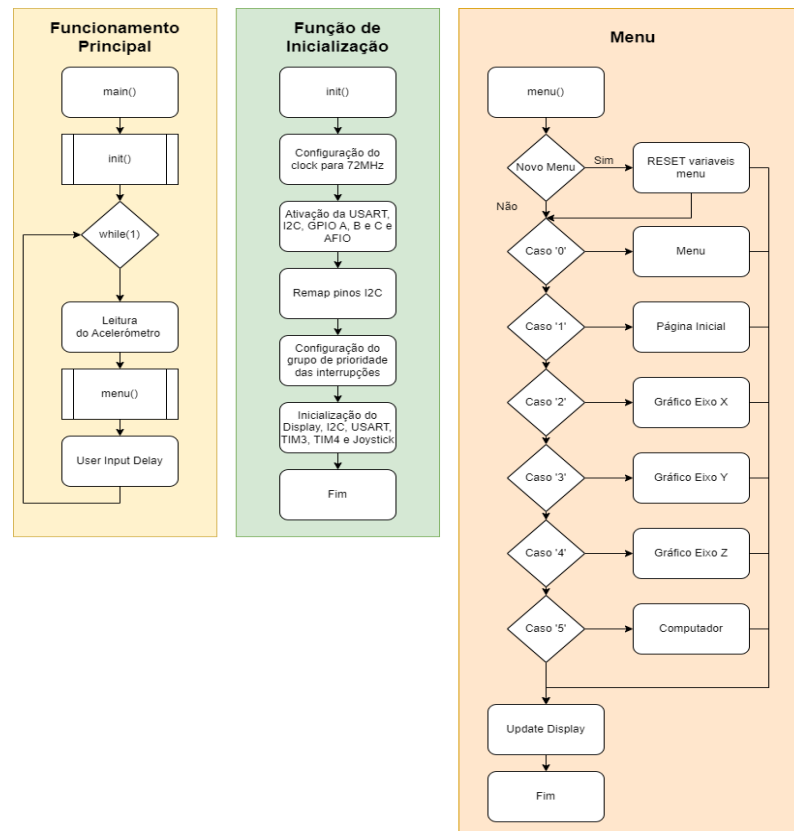 Funcionamento
Principal
main()
init()
while(1)
Leitura
do Acelerómetro
menu()
User Input Delay
Função de
Inicialização
init()
Configuração do
clock para 72MHz
Ativação da USART,
I2C, GPIO A, B e C e
AFIO
Remap pinos I2C
Configuração do
grupo de prioridade
das interrupções
Inicialização do
Display, I2C, USART,
TIM3, TIM4 e Joystick
Fim
Menu
menu()
Novo Menu
Sim
RESET variaveis
menu
Não
Caso '0'
Menu
Caso '1'
Página Inicial
Caso '2'
Gráfico Eixo X
Caso '3'
Gráfico Eixo Y
Caso '4'
Gráfico Eixo Z
Caso '5'
Computador
Update Display
Fim